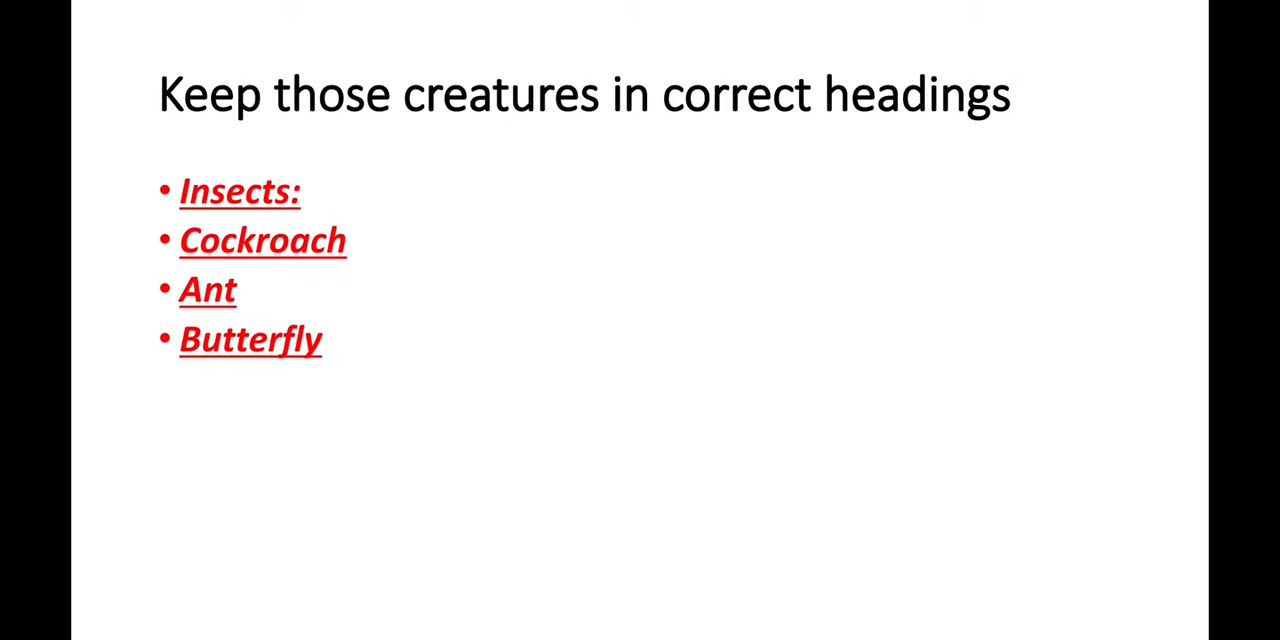 Keep those creatures in correct headings
• Insects:
• Cockroach
• Ant
• Butterfly